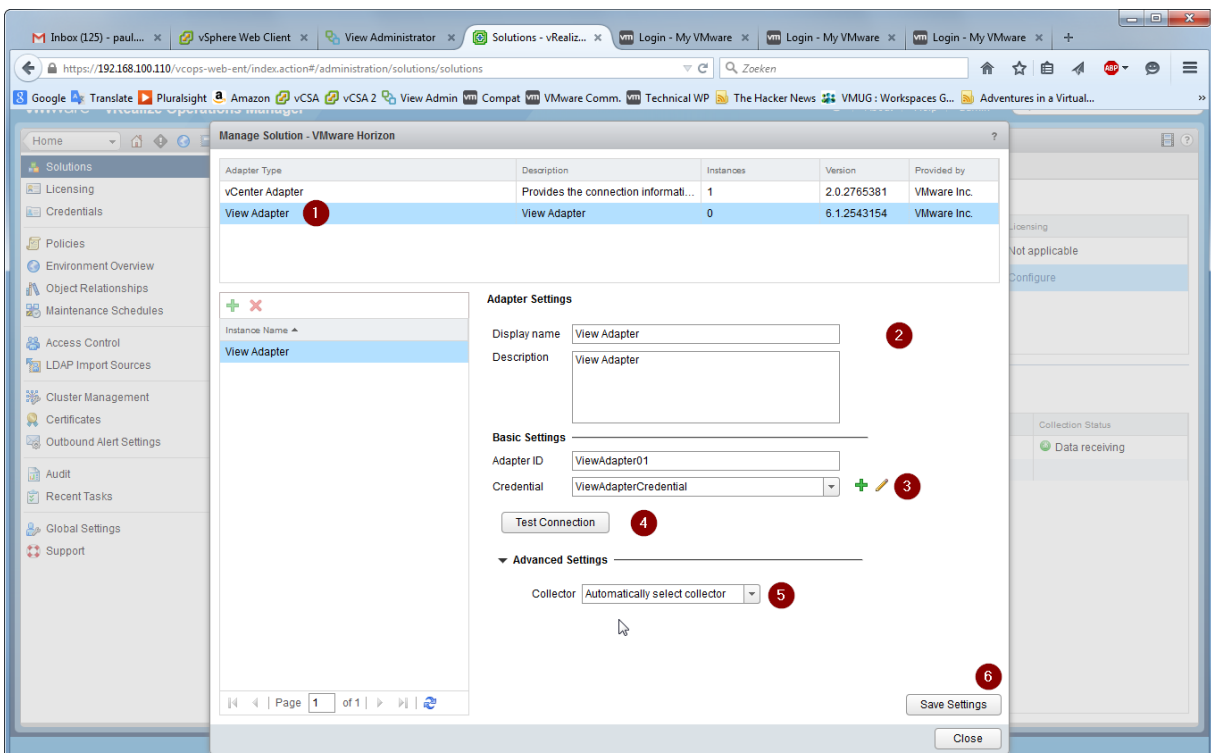 Inbox (125) - paul.... × vSphere Web Client × View Administrator × Solutions - vRealiz... × Login - My VMware × Login - My VMware × Login - My VMware × +
https://192.168.100.110/vcops-web-ent/index.action#/administration/solutions/solutions Zoeken ABP
Google Translate Pluralsight Amazon vCSA vCSA 2 View Admin Compat VMware Comm. Technical WP The Hacker News VMUG : Workspaces G... Adventures in a Virtual... »
Home
Manage Solution - VMware Horizon ?
Solutions
Licensing
Credentials
Policies
Environment Overview
Object Relationships
Maintenance Schedules
Access Control
LDAP Import Sources
Cluster Management
Certificates
Outbound Alert Settings
Audit
Recent Tasks
Global Settings
Support
Adapter Type Description Instances Version Provided by
vCenter Adapter Provides the connection informati... 1 2.0.2765381 VMware Inc.
View Adapter 1 View Adapter 0 6.1.2543154 VMware Inc.
Instance Name
View Adapter
Page 1 of 1
Adapter Settings
Display name View Adapter 2
Description View Adapter
Basic Settings
Adapter ID ViewAdapter01
Credential ViewAdapterCredential 3
Test Connection 4
Advanced Settings
Collector Automatically select collector 5
6
Save Settings
Close
Licensing
Not applicable
Configure
Collection Status
Data receiving